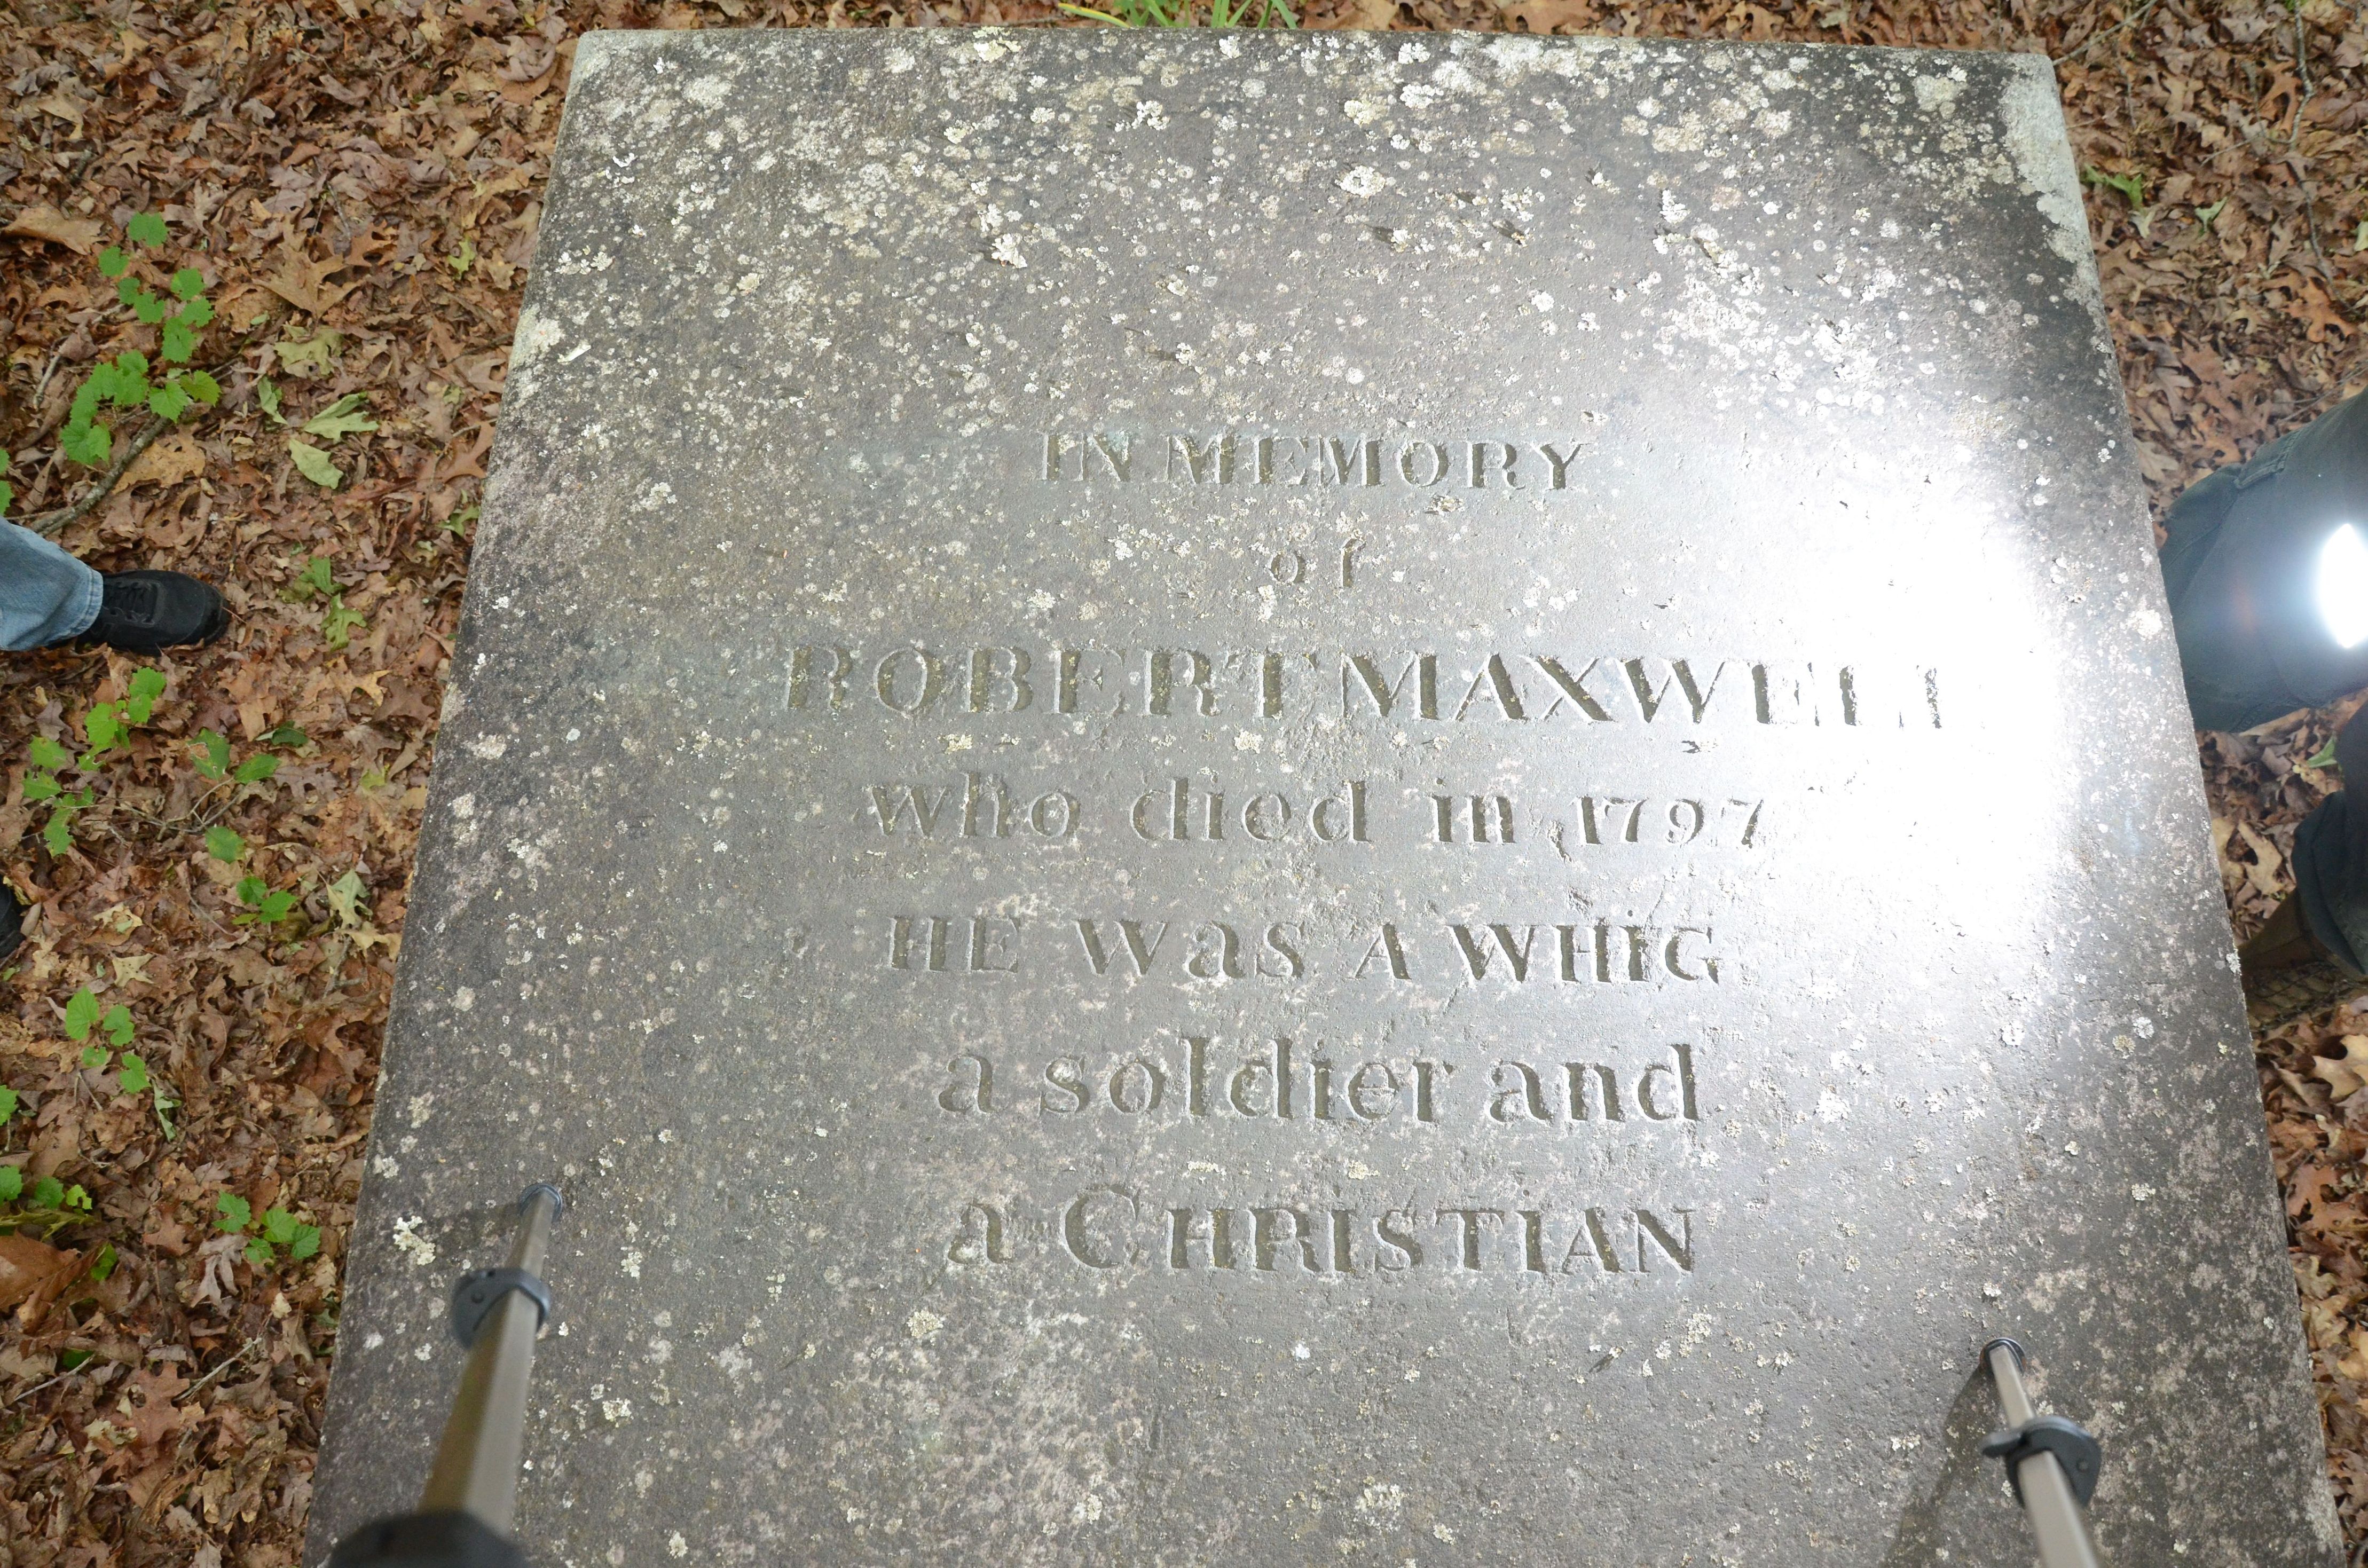 IN MEMORY
of
ROBERT MAXWELL
who died in 1797
HE was A WHIG
a soldier and
a CHRISTIAN